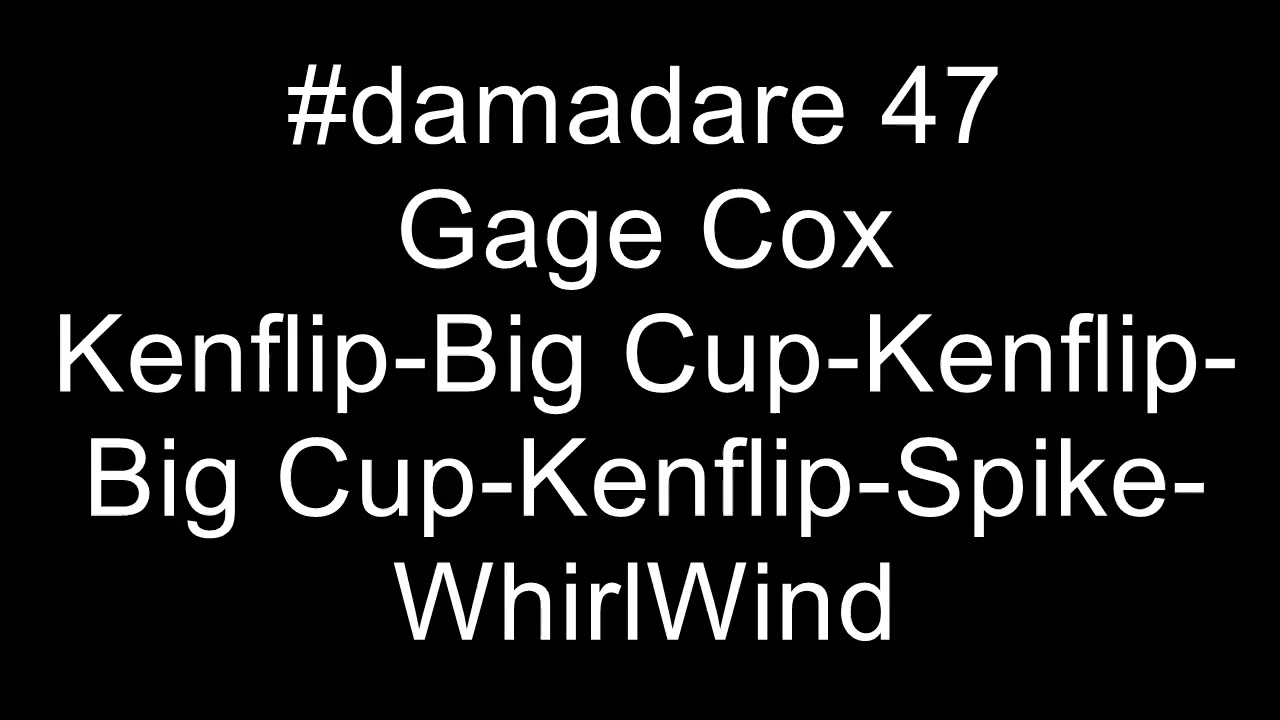 #damadare 47
Gage Cox
Kenflip-Big Cup-Kenflip-
Big Cup-Kenflip-Spike-
WhirlWind